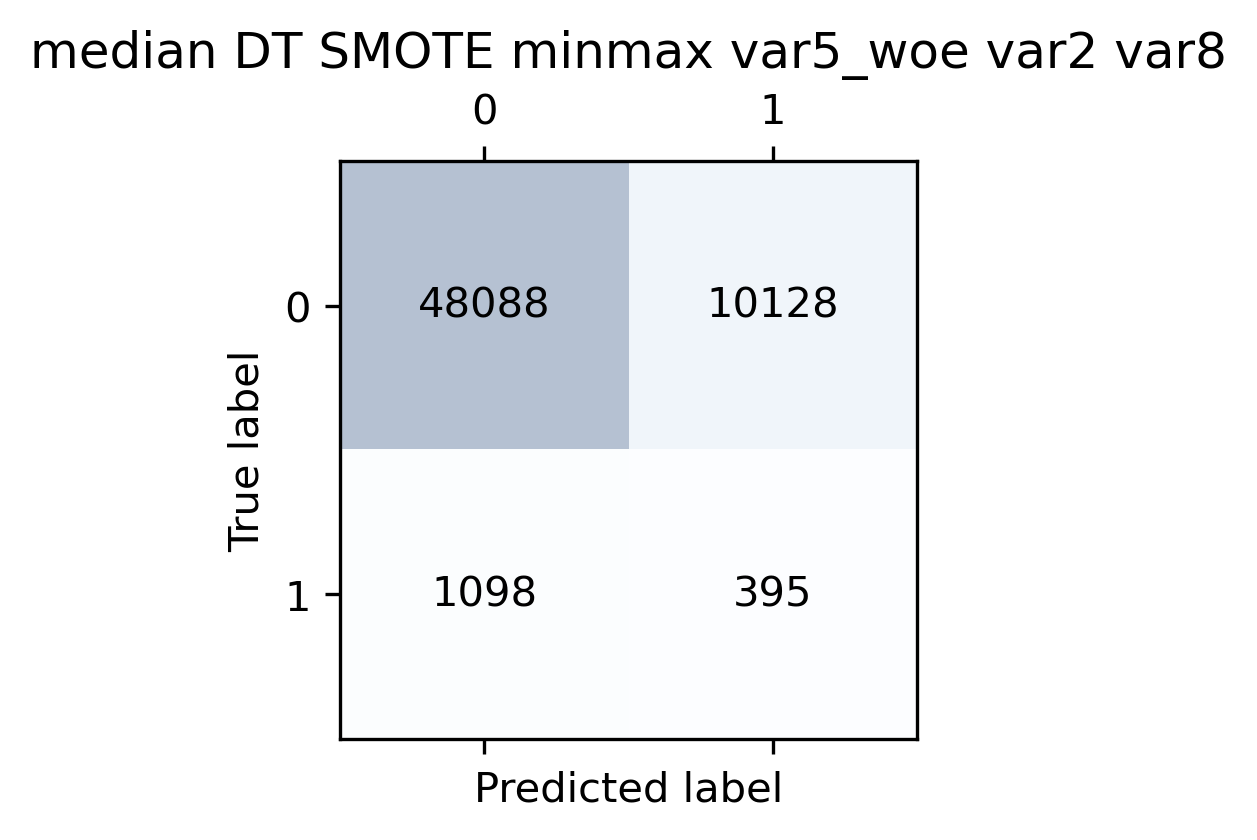 median DT SMOTE minmax var5_woe var2 var8
0 1
0 48088 10128
True label
1 1098 395
Predicted label